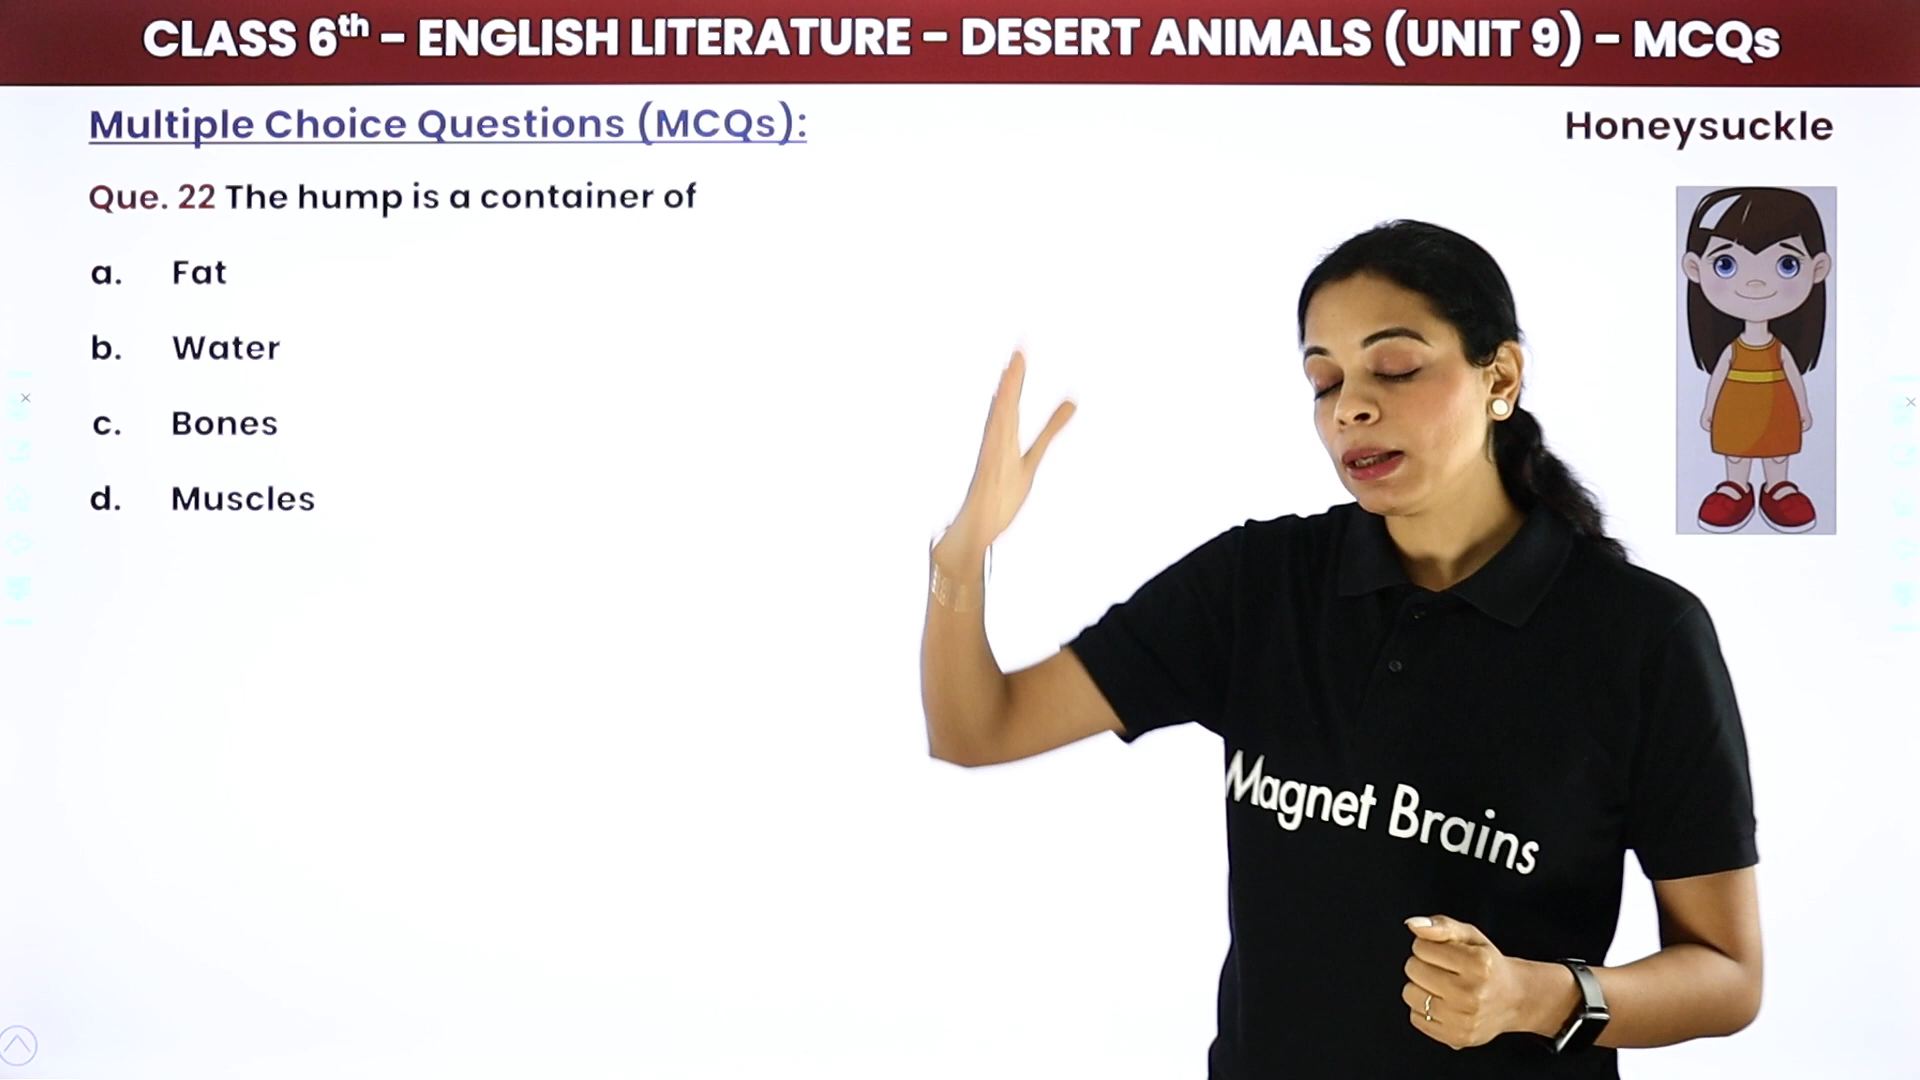 CLASS 6th – ENGLISH LITERATURE – DESERT ANIMALS (UNIT 9) – MCQs
Multiple Choice Questions (MCQs):
Honeysuckle
Que. 22 The hump is a container of
a. Fat
b. Water
c. Bones
d. Muscles
Magnet Brains